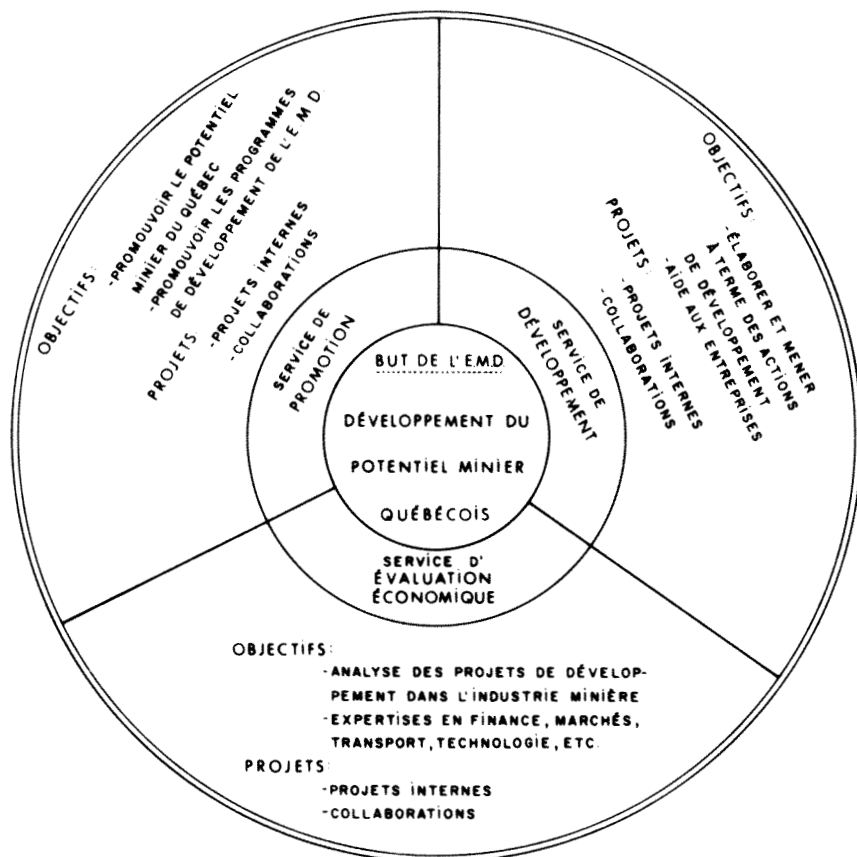 BUT DE L'E.M.D.
DÉVELOPPEMENT DU
POTENTIEL MINIER
QUÉBÉCOIS
SERVICE DE
PROMOTION
OBJECTIFS:
-PROMOUVOIR LE POTENTIEL
MINIER DU QUÉBEC
-PROMOUVOIR LES PROGRAMMES
DE DÉVELOPPEMENT DE L'E.M.D.
PROJETS:
-PROJETS INTERNES
-COLLABORATIONS
SERVICE DE
DÉVELOPPEMENT
OBJECTIFS:
-ÉLABORER ET MENER
À TERME DES ACTIONS
DE DÉVELOPPEMENT
-AIDE AUX ENTREPRISES
PROJETS:
-PROJETS INTERNES
-COLLABORATIONS
SERVICE D'
ÉVALUATION
ÉCONOMIQUE
OBJECTIFS:
-ANALYSE DES PROJETS DE DÉVELOP-
PEMENT DANS L'INDUSTRIE MINIÈRE
-EXPERTISES EN FINANCE, MARCHÉS,
TRANSPORT, TECHNOLOGIE, ETC.
PROJETS:
-PROJETS INTERNES
-COLLABORATIONS